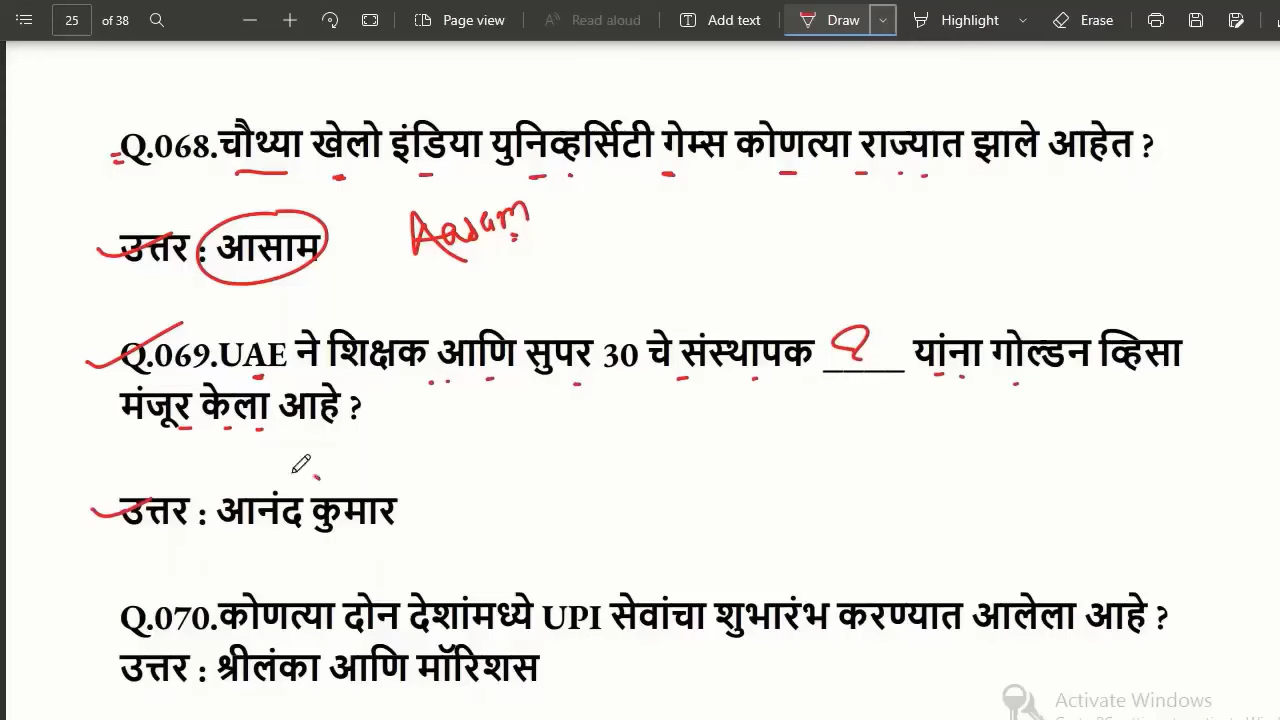 25 of 38 Page view Read aloud Add text Draw Highlight Erase
Q.068.चौथ्या खेलो इंडिया युनिव्हर्सिटी गेम्स कोणत्या राज्यात झाले आहेत ?
उत्तर : आसाम Aasam
Q.069.UAE ने शिक्षक आणि सुपर 30 चे संस्थापक ____ यांना गोल्डन व्हिसा
मंजूर केला आहे ?
उत्तर : आनंद कुमार
Q.070.कोणत्या दोन देशांमध्ये UPI सेवांचा शुभारंभ करण्यात आलेला आहे ?
उत्तर : श्रीलंका आणि मॉरिशस
Activate Windows